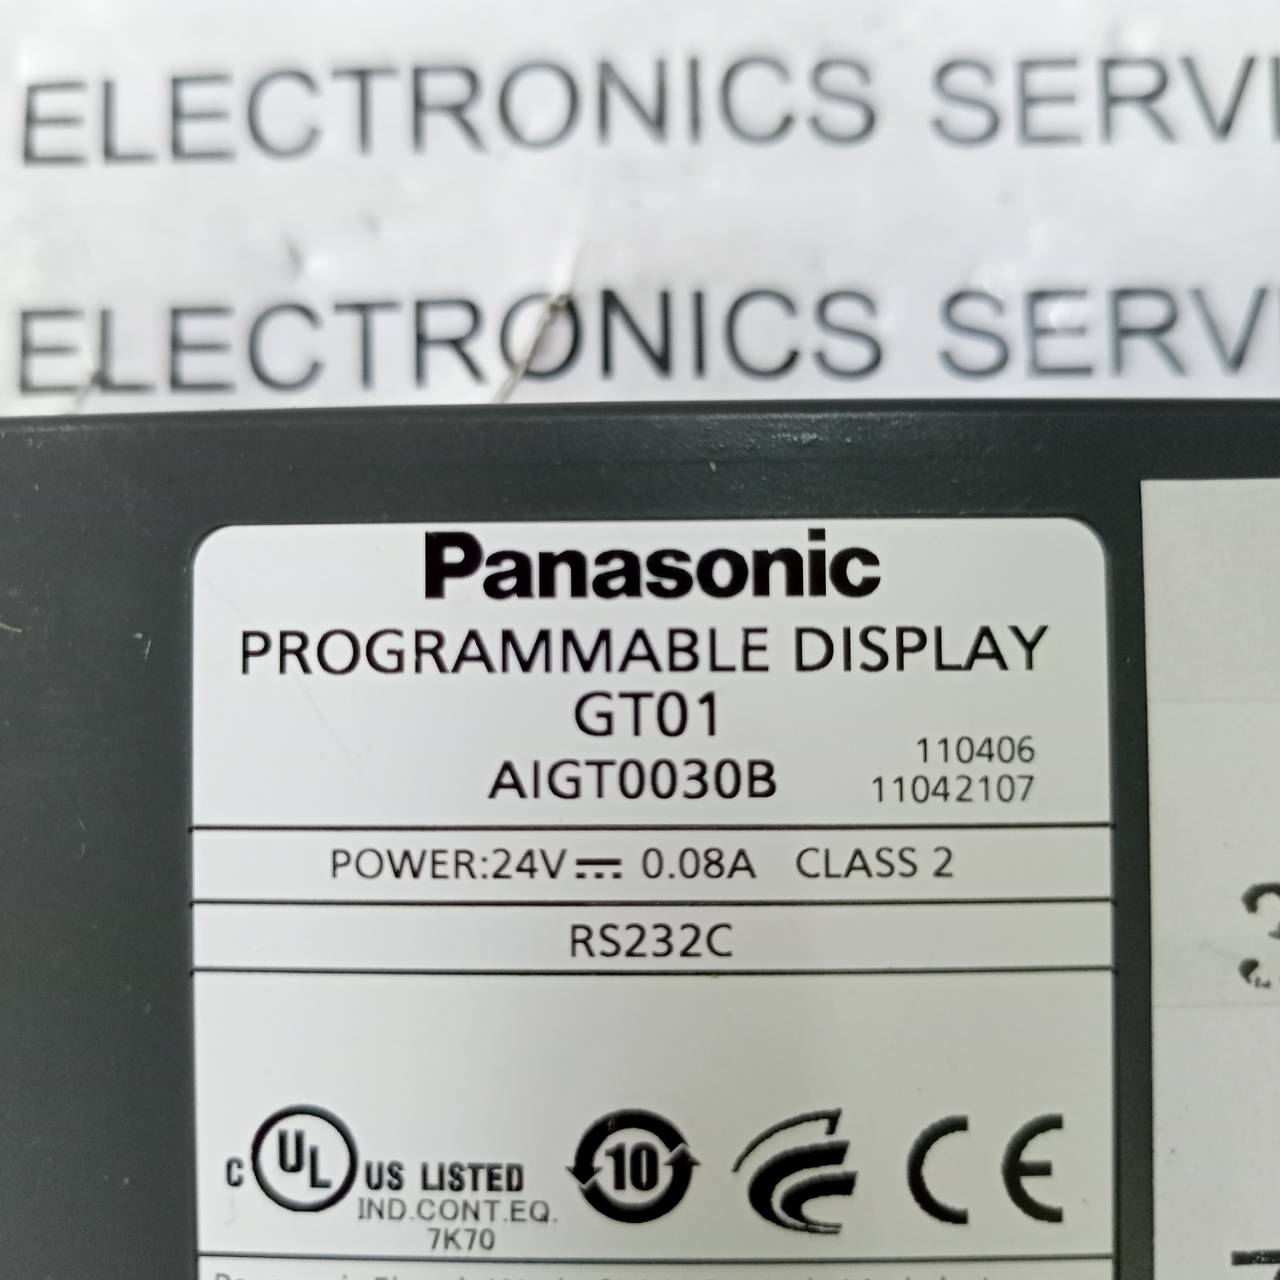 ELECTRONICS SERVI
ELECTRONICS SERV
Panasonic
PROGRAMMABLE DISPLAY
GT01
AIGT0030B
110406
11042107
POWER:24V⎓ 0.08A CLASS 2
RS232C
C UL US LISTED
IND.CONT.EQ.
7K70
10
CE